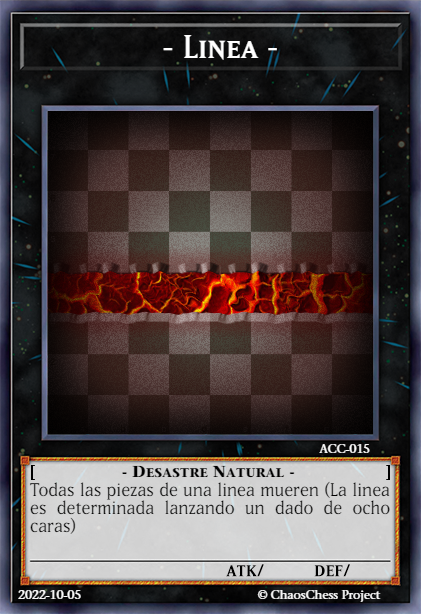 - Linea -
ACC-015
[ - Desastre Natural - ]
Todas las piezas de una linea mueren (La linea
es determinada lanzando un dado de ocho
caras)
ATK/ DEF/
2022-10-05 © ChaosChess Project